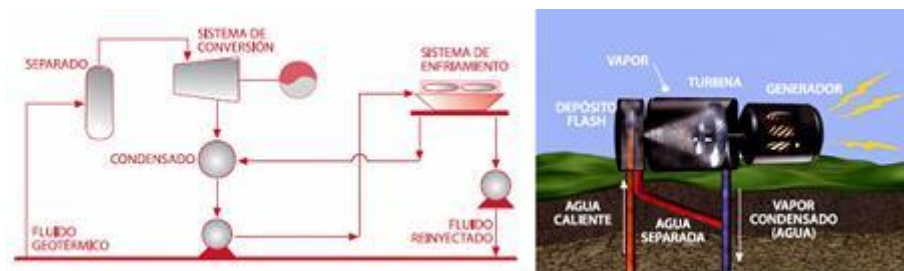 SISTEMA DE
CONVERSIÓN
SEPARADO
SISTEMA DE
ENFRIAMIENTO
CONDENSADO
FLUIDO
GEOTÉRMICO
FLUIDO
REINYECTADO
VAPOR
TURBINA
GENERADOR
DEPÓSITO
FLASH
AGUA
CALIENTE
AGUA
SEPARADA
VAPOR
CONDENSADO
(AGUA)